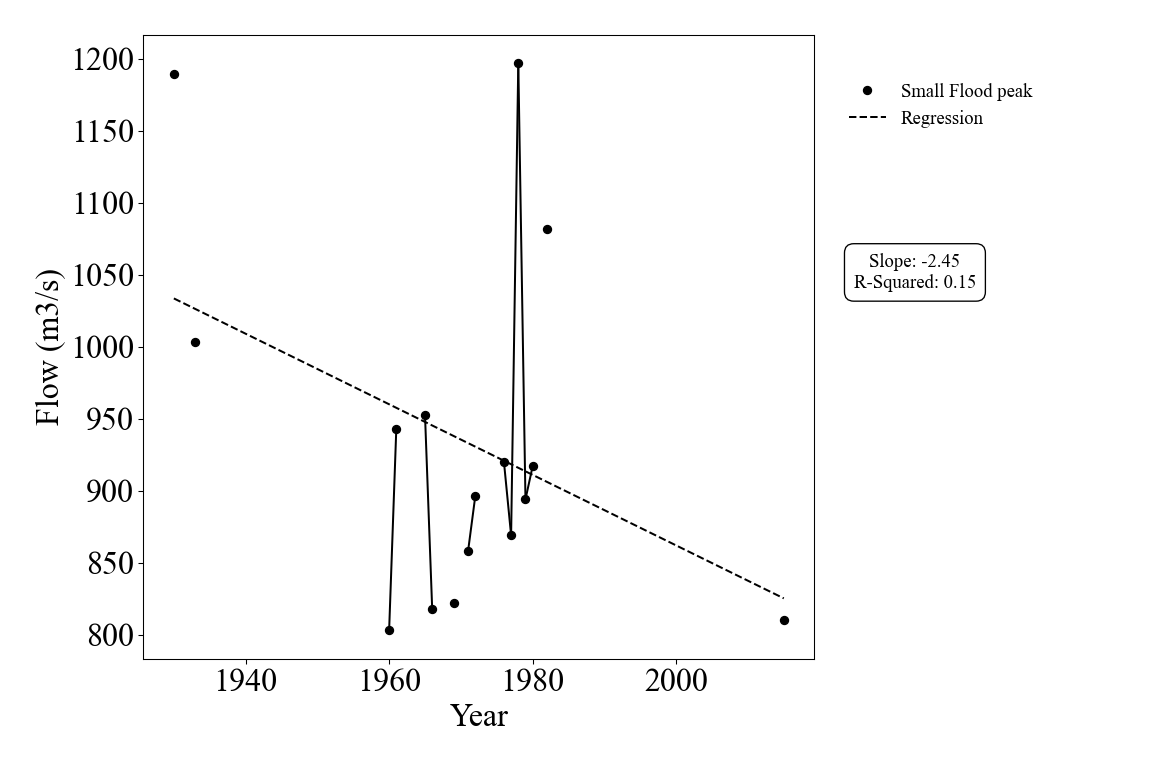 1200
1150
1100
1050
1000
950
900
850
800
Flow (m3/s)
1940 1960 1980 2000
Year
Small Flood peak
Regression
Slope: -2.45
R-Squared: 0.15